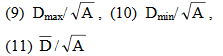 (9) Dmax/√A , (10) Dmin/√A ,
(11) D̅/√A